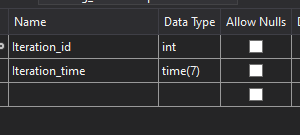 Name Data Type Allow Nulls
Iteration_id int
Iteration_time time(7)